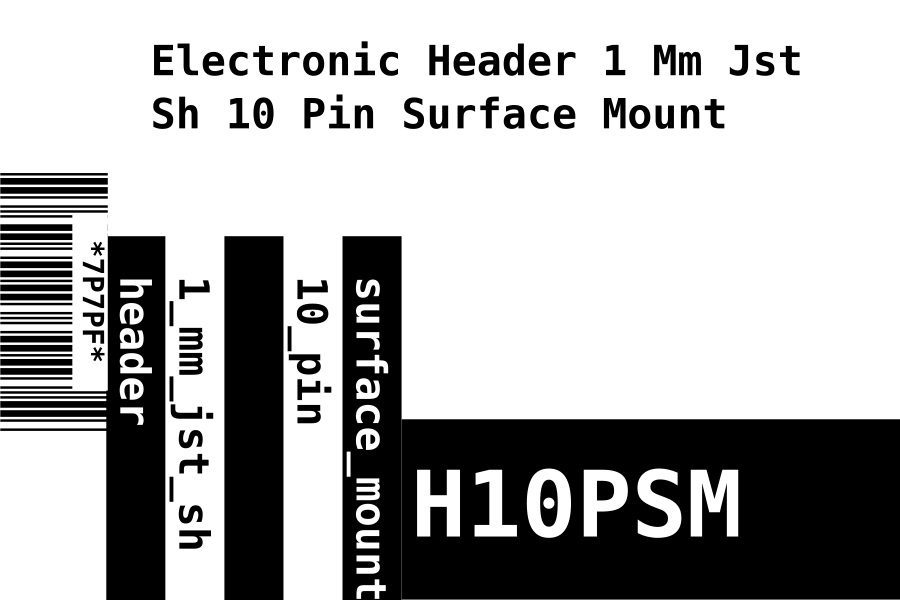 Electronic Header 1 Mm Jst
Sh 10 Pin Surface Mount
*7P7PF*
header
1_mm_jst_sh
10_pin
surface_mount
H10PSM